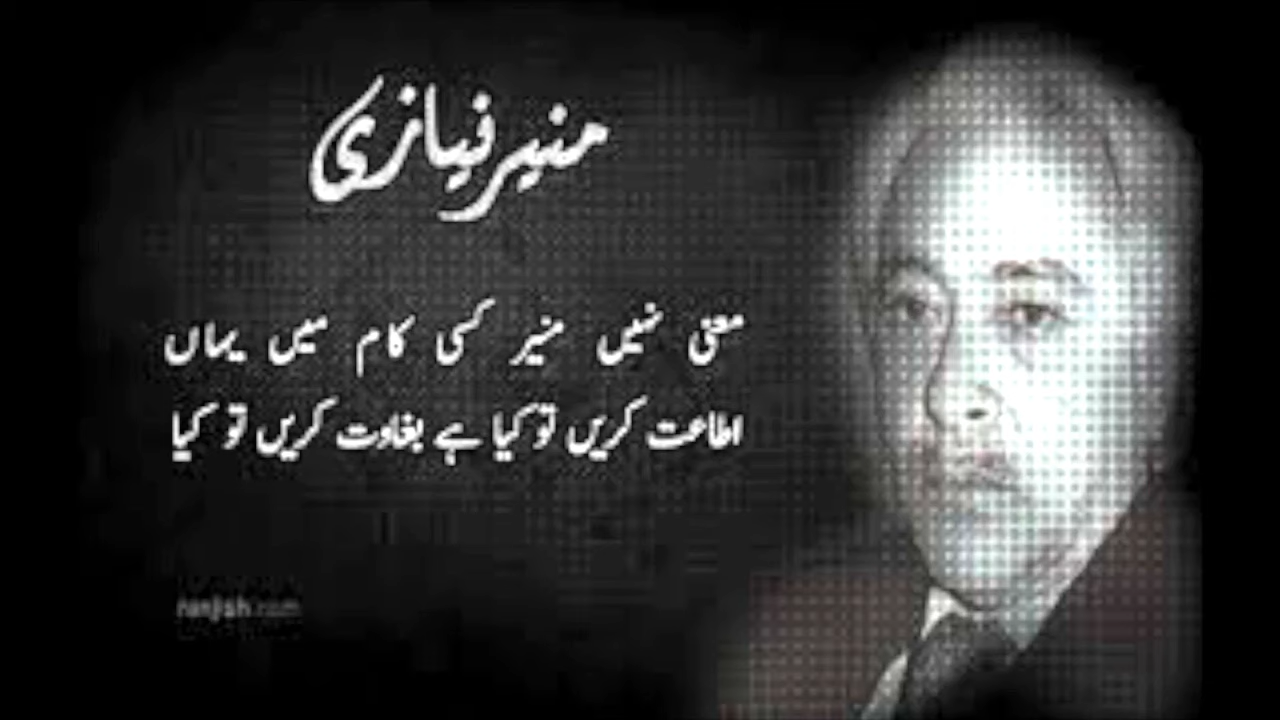 منیر نیازی
معنی نہیں منیر کسی کام میں یہاں
اطاعت کریں تو کیا ہے بغاوت کریں تو کیا
ranjish.com